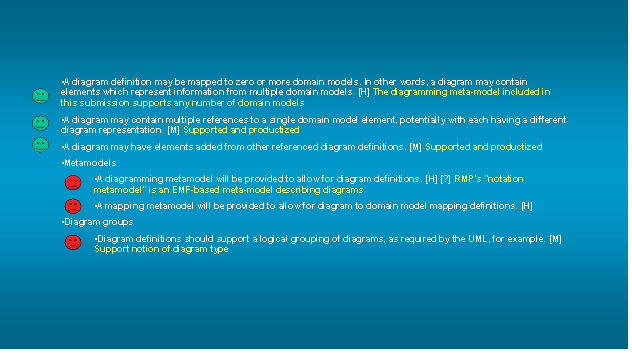 •A diagram definition may be mapped to zero or more domain models. In other words, a diagram may contain
elements which represent information from multiple domain models. [H] The diagramming meta-model included in
this submission supports any number of domain models
•A diagram may contain multiple references to a single domain model element, potentially with each having a different
diagram representation. [M] Supported and productized
•A diagram may have elements added from other referenced diagram definitions. [M] Supported and productized
•Metamodels
•A diagramming metamodel will be provided to allow for diagram definitions. [H] [?] RMP's "notation
metamodel" is an EMF-based meta-model describing diagrams
•A mapping metamodel will be provided to allow for diagram to domain model mapping definitions. [H]
•Diagram groups
•Diagram definitions should support a logical grouping of diagrams, as required by the UML, for example. [M]
Support notion of diagram type